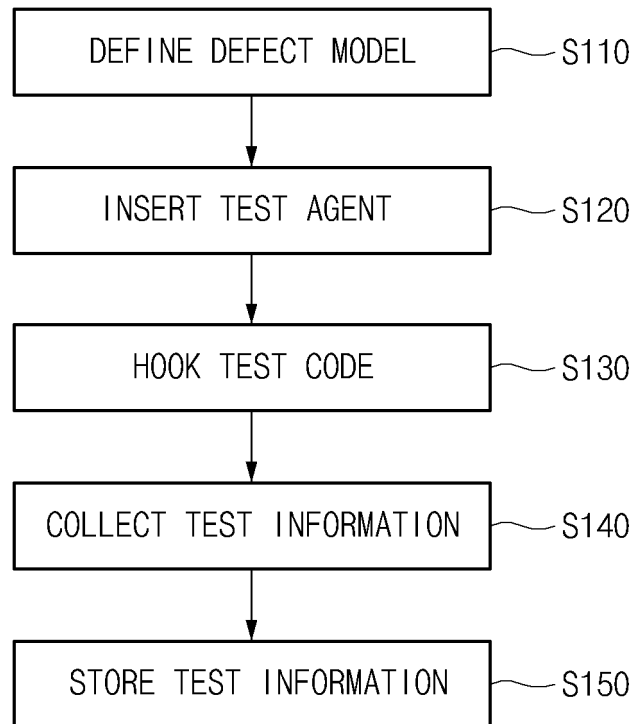 DEFINE DEFECT MODEL S110
INSERT TEST AGENT S120
HOOK TEST CODE S130
COLLECT TEST INFORMATION S140
STORE TEST INFORMATION S150